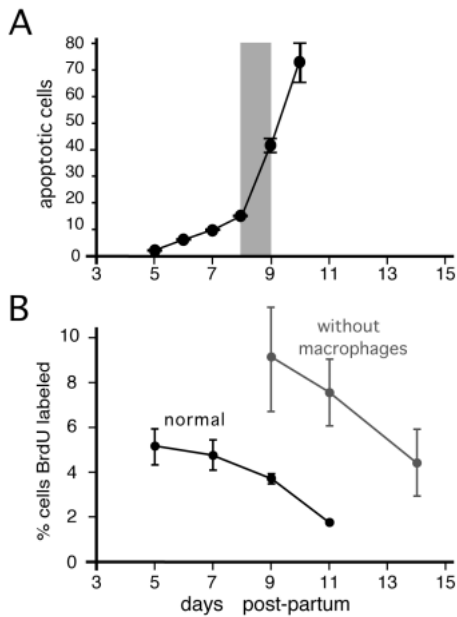 A
apoptotic cells
80
70
60
50
40
30
20
10
0
3 5 7 9 11 13 15
B
% cells BrdU labeled
10
8
6
4
2
0
without
macrophages
normal
3 5 7 9 11 13 15
days post-partum